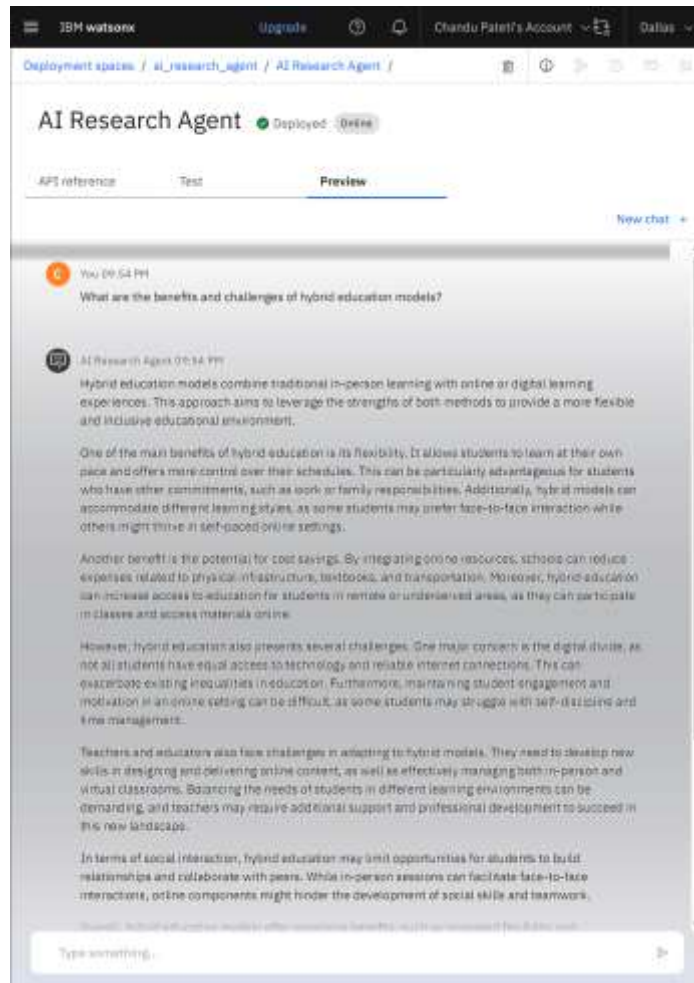 IBM watsonx
Upgrade
Chandu Pateti's Account
Dallas
Deployment spaces / ai_research_agent / AI Research Agent /
AI Research Agent
Deployed
Online
API reference
Test
Preview
New chat +
C
You 09:54 PM
What are the benefits and challenges of hybrid education models?
AI Research Agent 09:54 PM
Hybrid education models combine traditional in-person learning with online or digital learning
experiences. This approach aims to leverage the strengths of both methods to provide a more flexible
and inclusive educational environment.
One of the main benefits of hybrid education is its flexibility. It allows students to learn at their own
pace and offers more control over their schedules. This can be particularly advantageous for students
who have other commitments, such as work or family responsibilities. Additionally, hybrid models can
accommodate different learning styles, as some students may prefer face-to-face interaction while
others might thrive in self-paced online settings.
Another benefit is the potential for cost savings. By integrating online resources, schools can reduce
expenses related to physical infrastructure, textbooks, and transportation. Moreover, hybrid education
can increase access to education for students in remote or underserved areas, as they can participate
in classes and access materials online.
However, hybrid education also presents several challenges. One major concern is the digital divide, as
not all students have equal access to technology and reliable internet connections. This can
exacerbate existing inequalities in education. Furthermore, maintaining student engagement and
motivation in an online setting can be difficult, as some students may struggle with self-discipline and
time management.
Teachers and educators also face challenges in adapting to hybrid models. They need to develop new
skills in designing and delivering online content, as well as effectively managing both in-person and
virtual classrooms. Balancing the needs of students in different learning environments can be
demanding, and teachers may require additional support and professional development to succeed in
this new landscape.
In terms of social interaction, hybrid education may limit opportunities for students to build
relationships and collaborate with peers. While in-person sessions can facilitate face-to-face
interactions, online components might hinder the development of social skills and teamwork.
Type something...